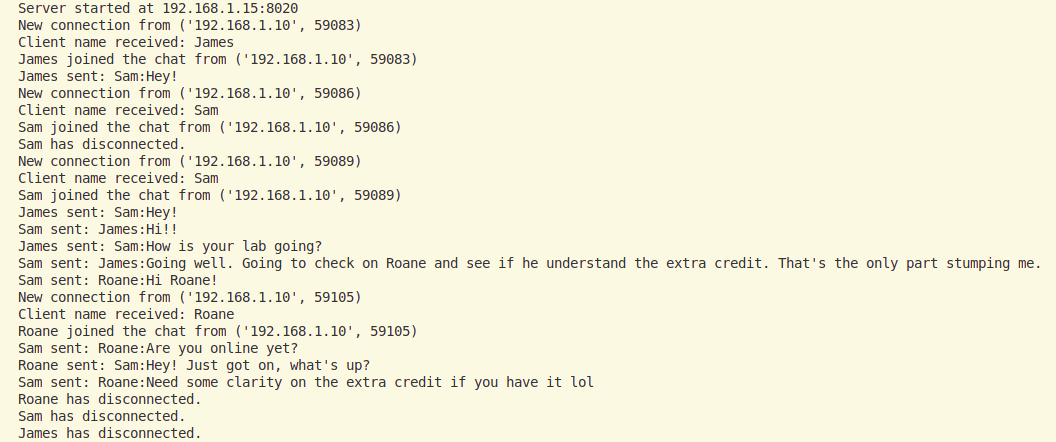 Server started at 192.168.1.15:8020
New connection from ('192.168.1.10', 59083)
Client name received: James
James joined the chat from ('192.168.1.10', 59083)
James sent: Sam:Hey!
New connection from ('192.168.1.10', 59086)
Client name received: Sam
Sam joined the chat from ('192.168.1.10', 59086)
Sam has disconnected.
New connection from ('192.168.1.10', 59089)
Client name received: Sam
Sam joined the chat from ('192.168.1.10', 59089)
James sent: Sam:Hey!
Sam sent: James:Hi!!
James sent: Sam:How is your lab going?
Sam sent: James:Going well. Going to check on Roane and see if he understand the extra credit. That's the only part stumping me.
Sam sent: Roane:Hi Roane!
New connection from ('192.168.1.10', 59105)
Client name received: Roane
Roane joined the chat from ('192.168.1.10', 59105)
Sam sent: Roane:Are you online yet?
Roane sent: Sam:Hey! Just got on, what's up?
Sam sent: Roane:Need some clarity on the extra credit if you have it lol
Roane has disconnected.
Sam has disconnected.
James has disconnected.